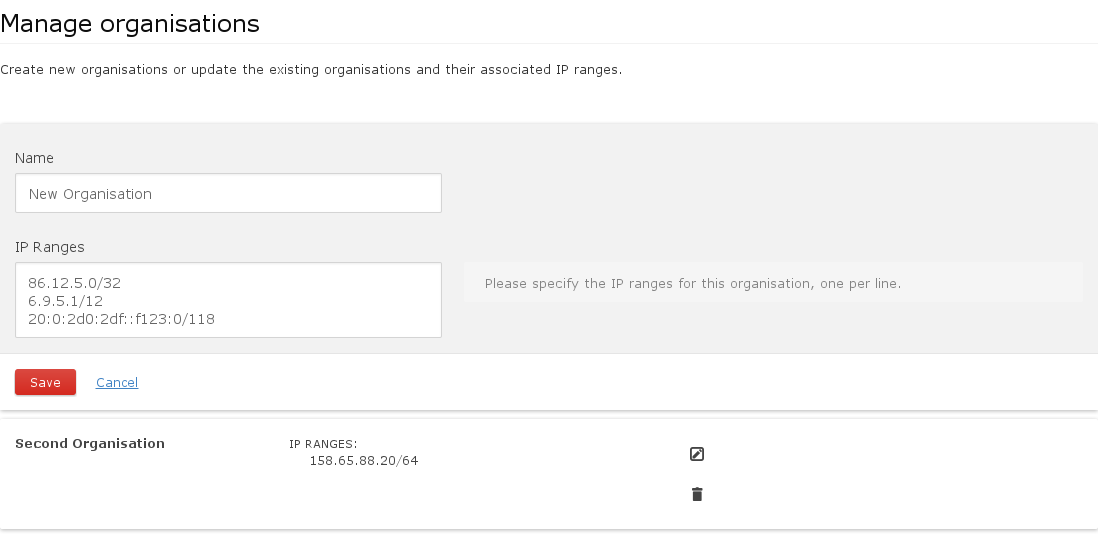 Manage organisations
Create new organisations or update the existing organisations and their associated IP ranges.
Name
New Organisation
IP Ranges
86.12.5.0/32
6.9.5.1/12
20:0:2d0:2df::f123:0/118
Please specify the IP ranges for this organisation, one per line.
Save Cancel
Second Organisation
IP RANGES:
158.65.88.20/64